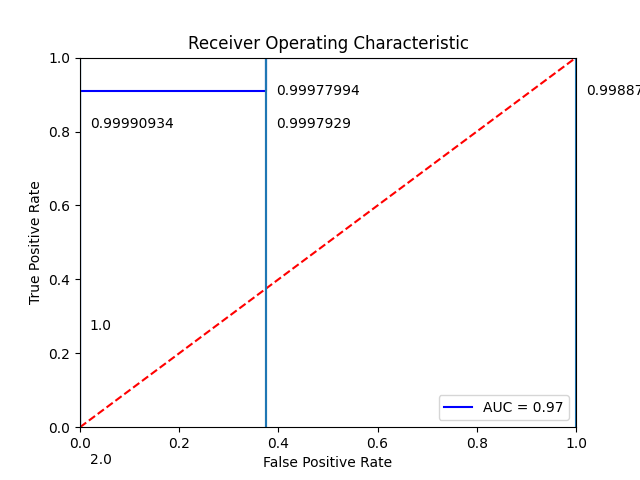 Receiver Operating Characteristic
1.0
0.99977994
0.99887
0.8
0.99990934
0.9997929
True Positive Rate
0.6
0.4
1.0
0.2
AUC = 0.97
0.0
0.0 0.2 0.4 0.6 0.8 1.0
2.0
False Positive Rate